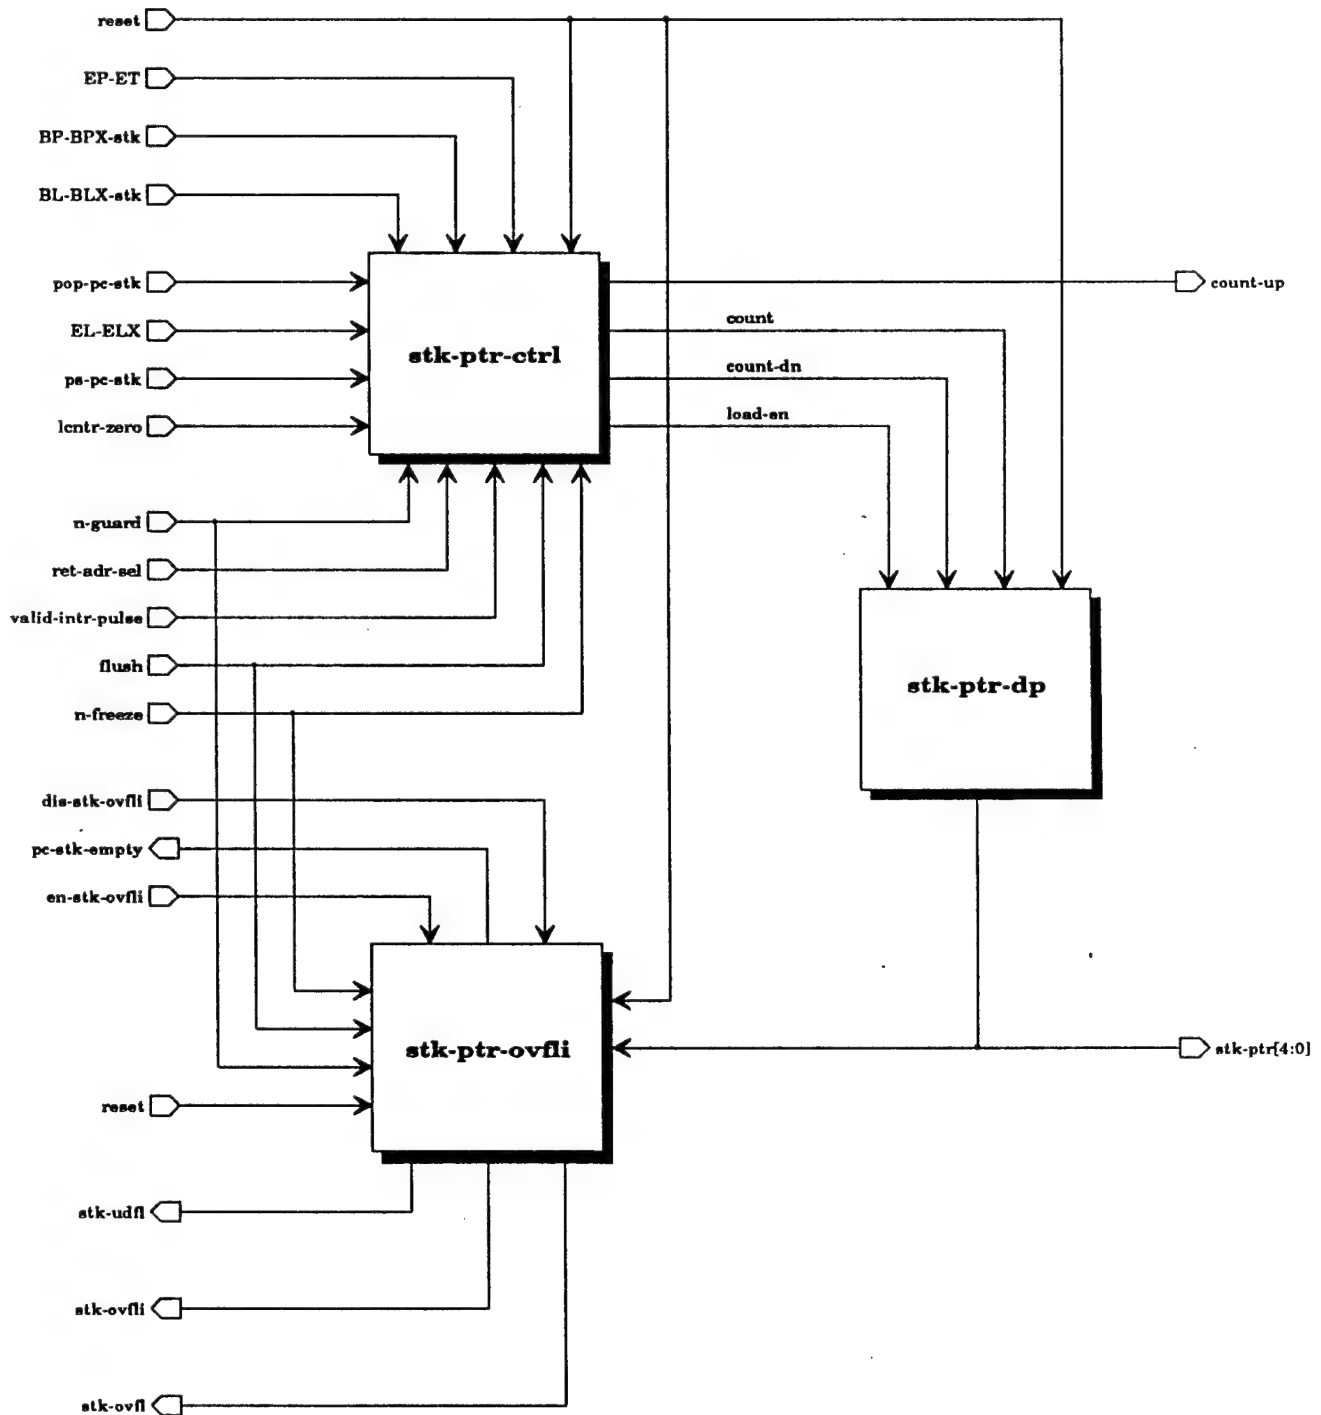 reset
EP-ET
BP-BPX-stk
BL-BLX-stk
pop-pc-stk
count-up
EL-ELX
count
stk-ptr-ctrl
ps-pc-stk
count-dn
lcntr-zero
load-en
n-guard
ret-adr-sel
valid-intr-pulse
flush
stk-ptr-dp
n-freeze
dis-stk-ovfli
pc-stk-empty
en-stk-ovfli
stk-ptr-ovfli
stk-ptr[4:0]
reset
stk-udfl
stk-ovfli
stk-ovfl